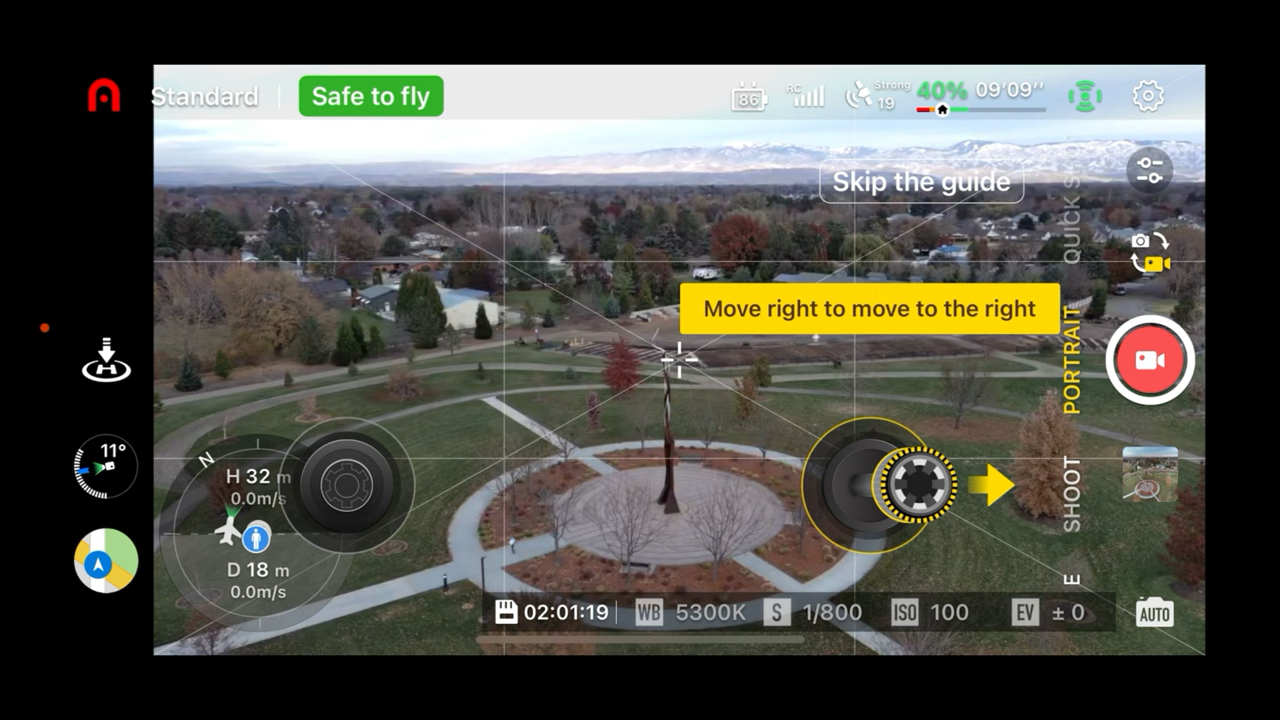 Standard
Safe to fly
86
RC
Strong
19
40%
09'09''
Skip the guide
QUICK S
Move right to move to the right
PORTRAIT
SHOOT
E
11°
N
H 32 m
0.0m/s
D 18 m
0.0m/s
02:01:19
WB 5300K
S 1/800
ISO 100
EV ± 0
AUTO